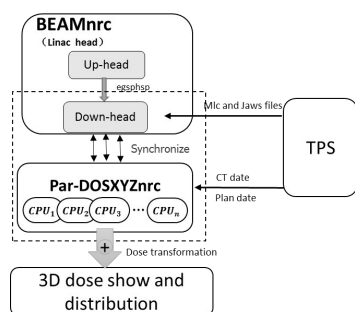 BEAMnrc
(Linac head)
Up-head
egsphsp
Down-head
Mlc and Jaws files
TPS
Synchronize
CT date
Plan date
Par-DOSXYZnrc
CPU1 CPU2 CPU3 ⋯ CPUn
+
Dose transformation
3D dose show and
distribution